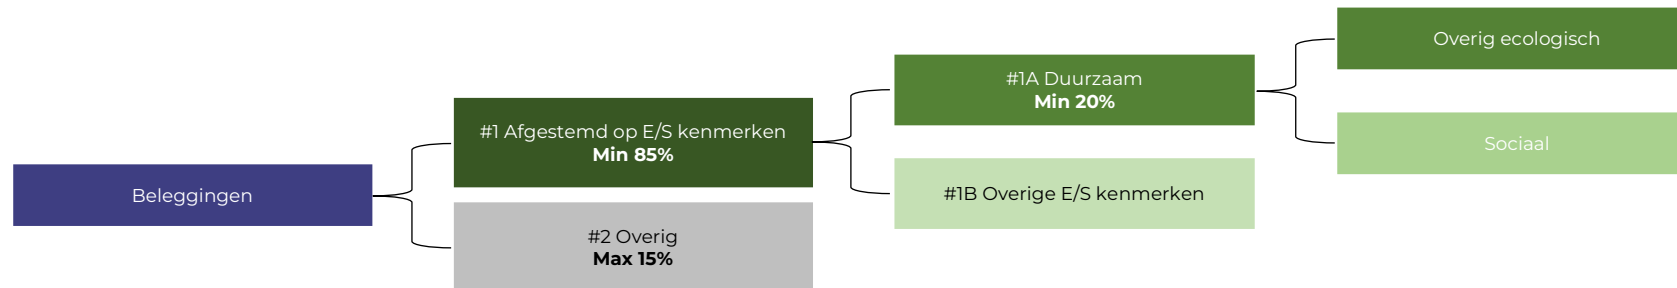 Beleggingen
#1 Afgestemd op E/S kenmerken
Min 85%
#2 Overig
Max 15%
#1A Duurzaam
Min 20%
#1B Overige E/S kenmerken
Overig ecologisch
Sociaal